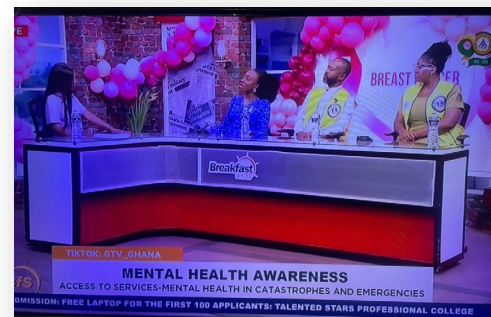 BREAST
Breakfast
TIKTOK: GTV_GHANA
MENTAL HEALTH AWARENESS
ACCESS TO SERVICES-MENTAL HEALTH IN CATASTROPHES AND EMERGENCIES
DMISSION: FREE LAPTOP FOR THE FIRST 100 APPLICANTS: TALENTED STARS PROFESSIONAL COLLEGE